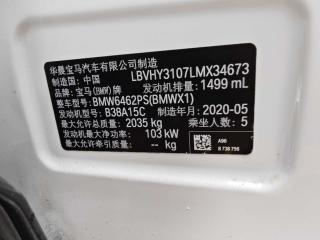 华晨宝马汽车有限公司制造
制造国：中国 LBVHY3107LMX34673
品牌：宝马(BMW)牌 发动机排量：1499 mL
整车型号：BMW6462PS(BMWX1)
发动机型号：B38A15C 制造年月：2020-05
最大允许总质量：2035 kg 乘坐人数：5
发动机最大净功率：103 kW
最大允许牵引质量：-- kg
A96
8 736 756